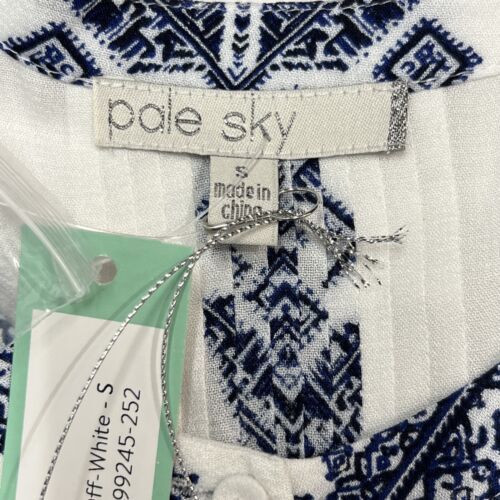 pale sky
S
made in
china
ff-White - S
99245-252